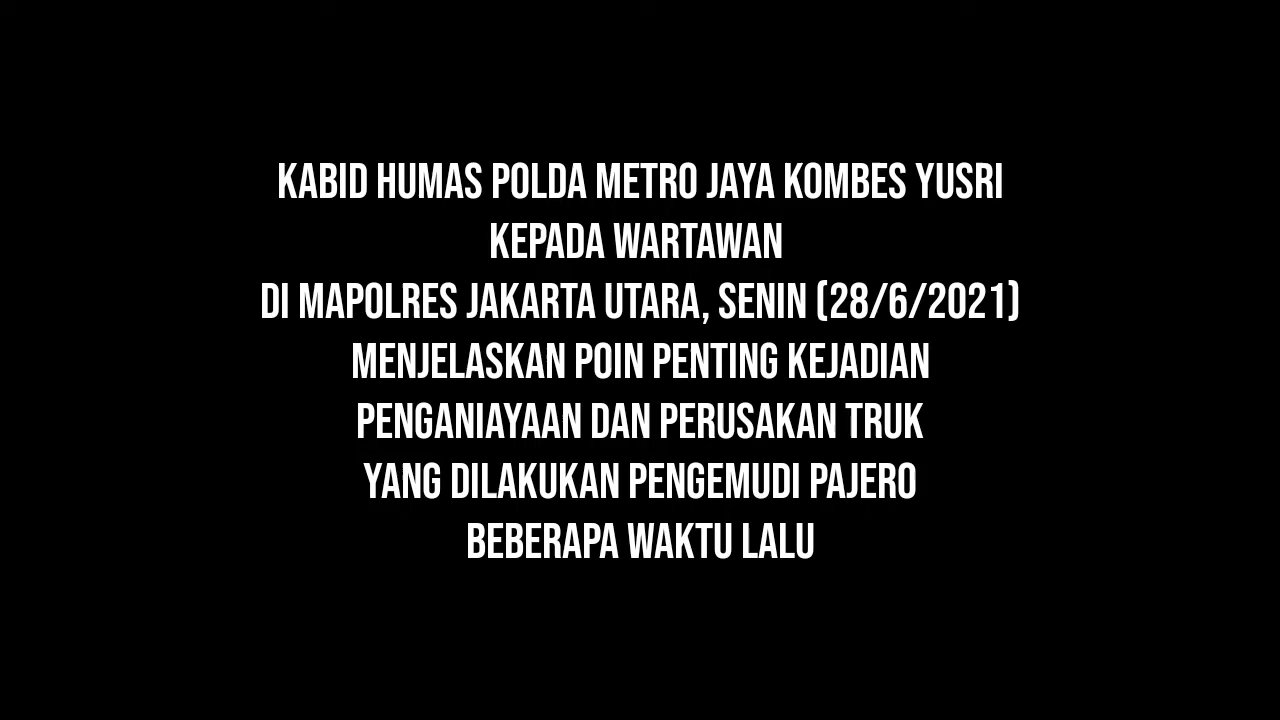 KABID HUMAS POLDA METRO JAYA KOMBES YUSRI
KEPADA WARTAWAN
DI MAPOLRES JAKARTA UTARA, SENIN (28/6/2021)
MENJELASKAN POIN PENTING KEJADIAN
PENGANIAYAAN DAN PERUSAKAN TRUK
YANG DILAKUKAN PENGEMUDI PAJERO
BEBERAPA WAKTU LALU